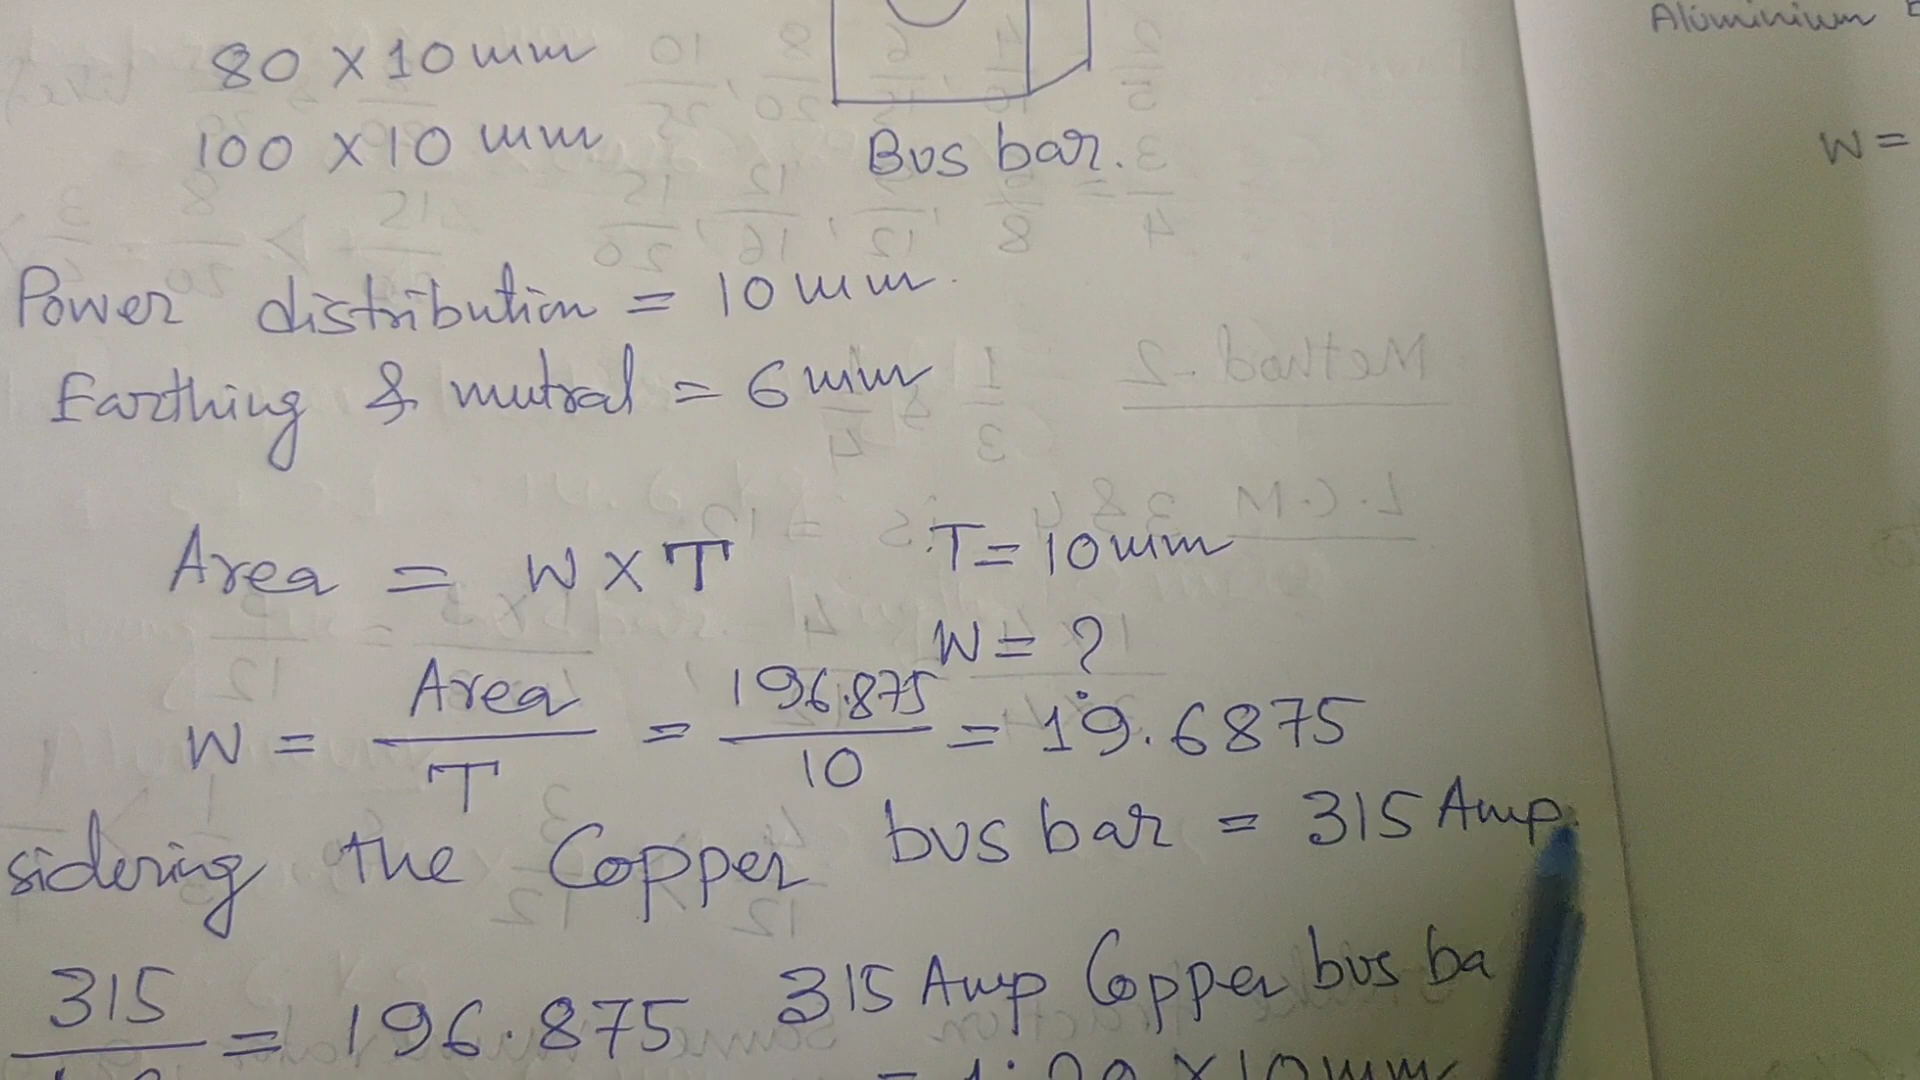 80 x 10 mm
100 x 10 mm
Bus bar.
Power distribution = 10 mm.
Earthing & nutral = 6 mm
Area = W x T
T = 10 mm
W = ?
W = Area / T = 196.875 / 10 = 19.6875
sidering the Copper bus bar = 315 Amp.
315
= 196.875
315 Amp Copper bus ba
x 10 mm
Aluminium
W =